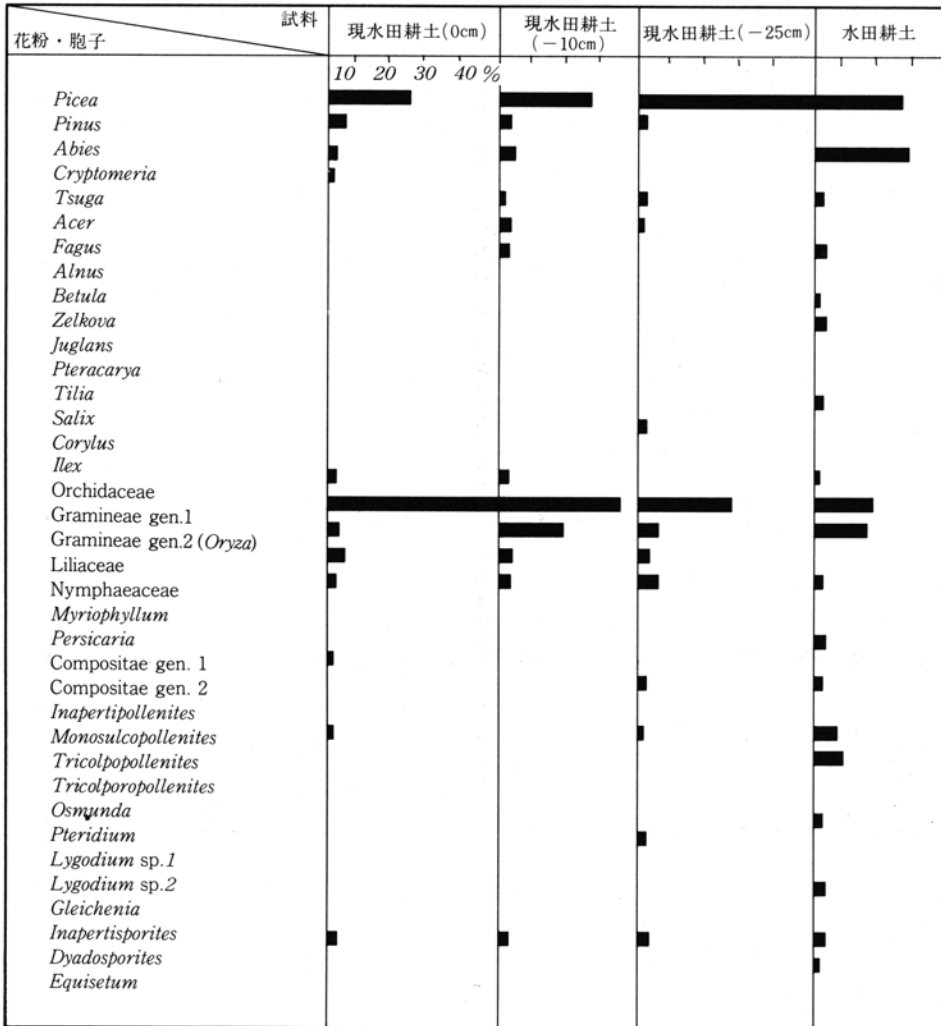 試料
花粉・胞子
現水田耕土(0cm)
現水田耕土
(−10cm)
現水田耕土(−25cm)
水田耕土
10 20 30 40 %
Picea
Pinus
Abies
Cryptomeria
Tsuga
Acer
Fagus
Alnus
Betula
Zelkova
Juglans
Pteracarya
Tilia
Salix
Corylus
Ilex
Orchidaceae
Gramineae gen.1
Gramineae gen.2 (Oryza)
Liliaceae
Nymphaeaceae
Myriophyllum
Persicaria
Compositae gen. 1
Compositae gen. 2
Inapertipollenites
Monosulcopollenites
Tricolpopollenites
Tricolporopollenites
Osmunda
Pteridium
Lygodium sp.1
Lygodium sp.2
Gleichenia
Inapertisporites
Dyadosporites
Equisetum